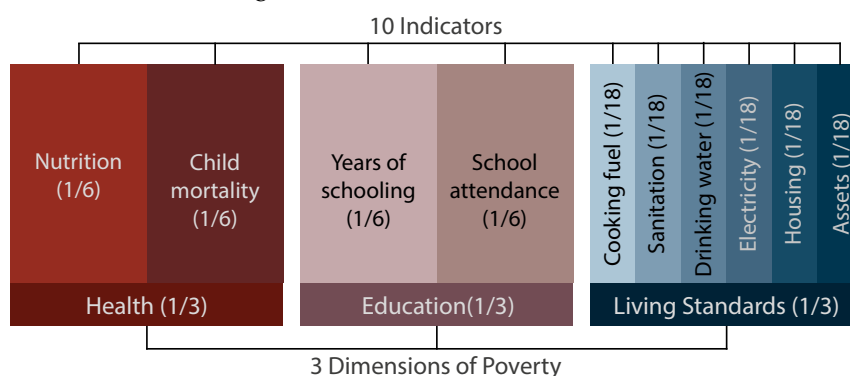 10 Indicators
Nutrition
(1/6)
Child
mortality
(1/6)
Years of
schooling
(1/6)
School
attendance
(1/6)
Cooking fuel (1/18)
Sanitation (1/18)
Drinking water (1/18)
Electricity (1/18)
Housing (1/18)
Assets (1/18)
Health (1/3)
Education(1/3)
Living Standards (1/3)
3 Dimensions of Poverty